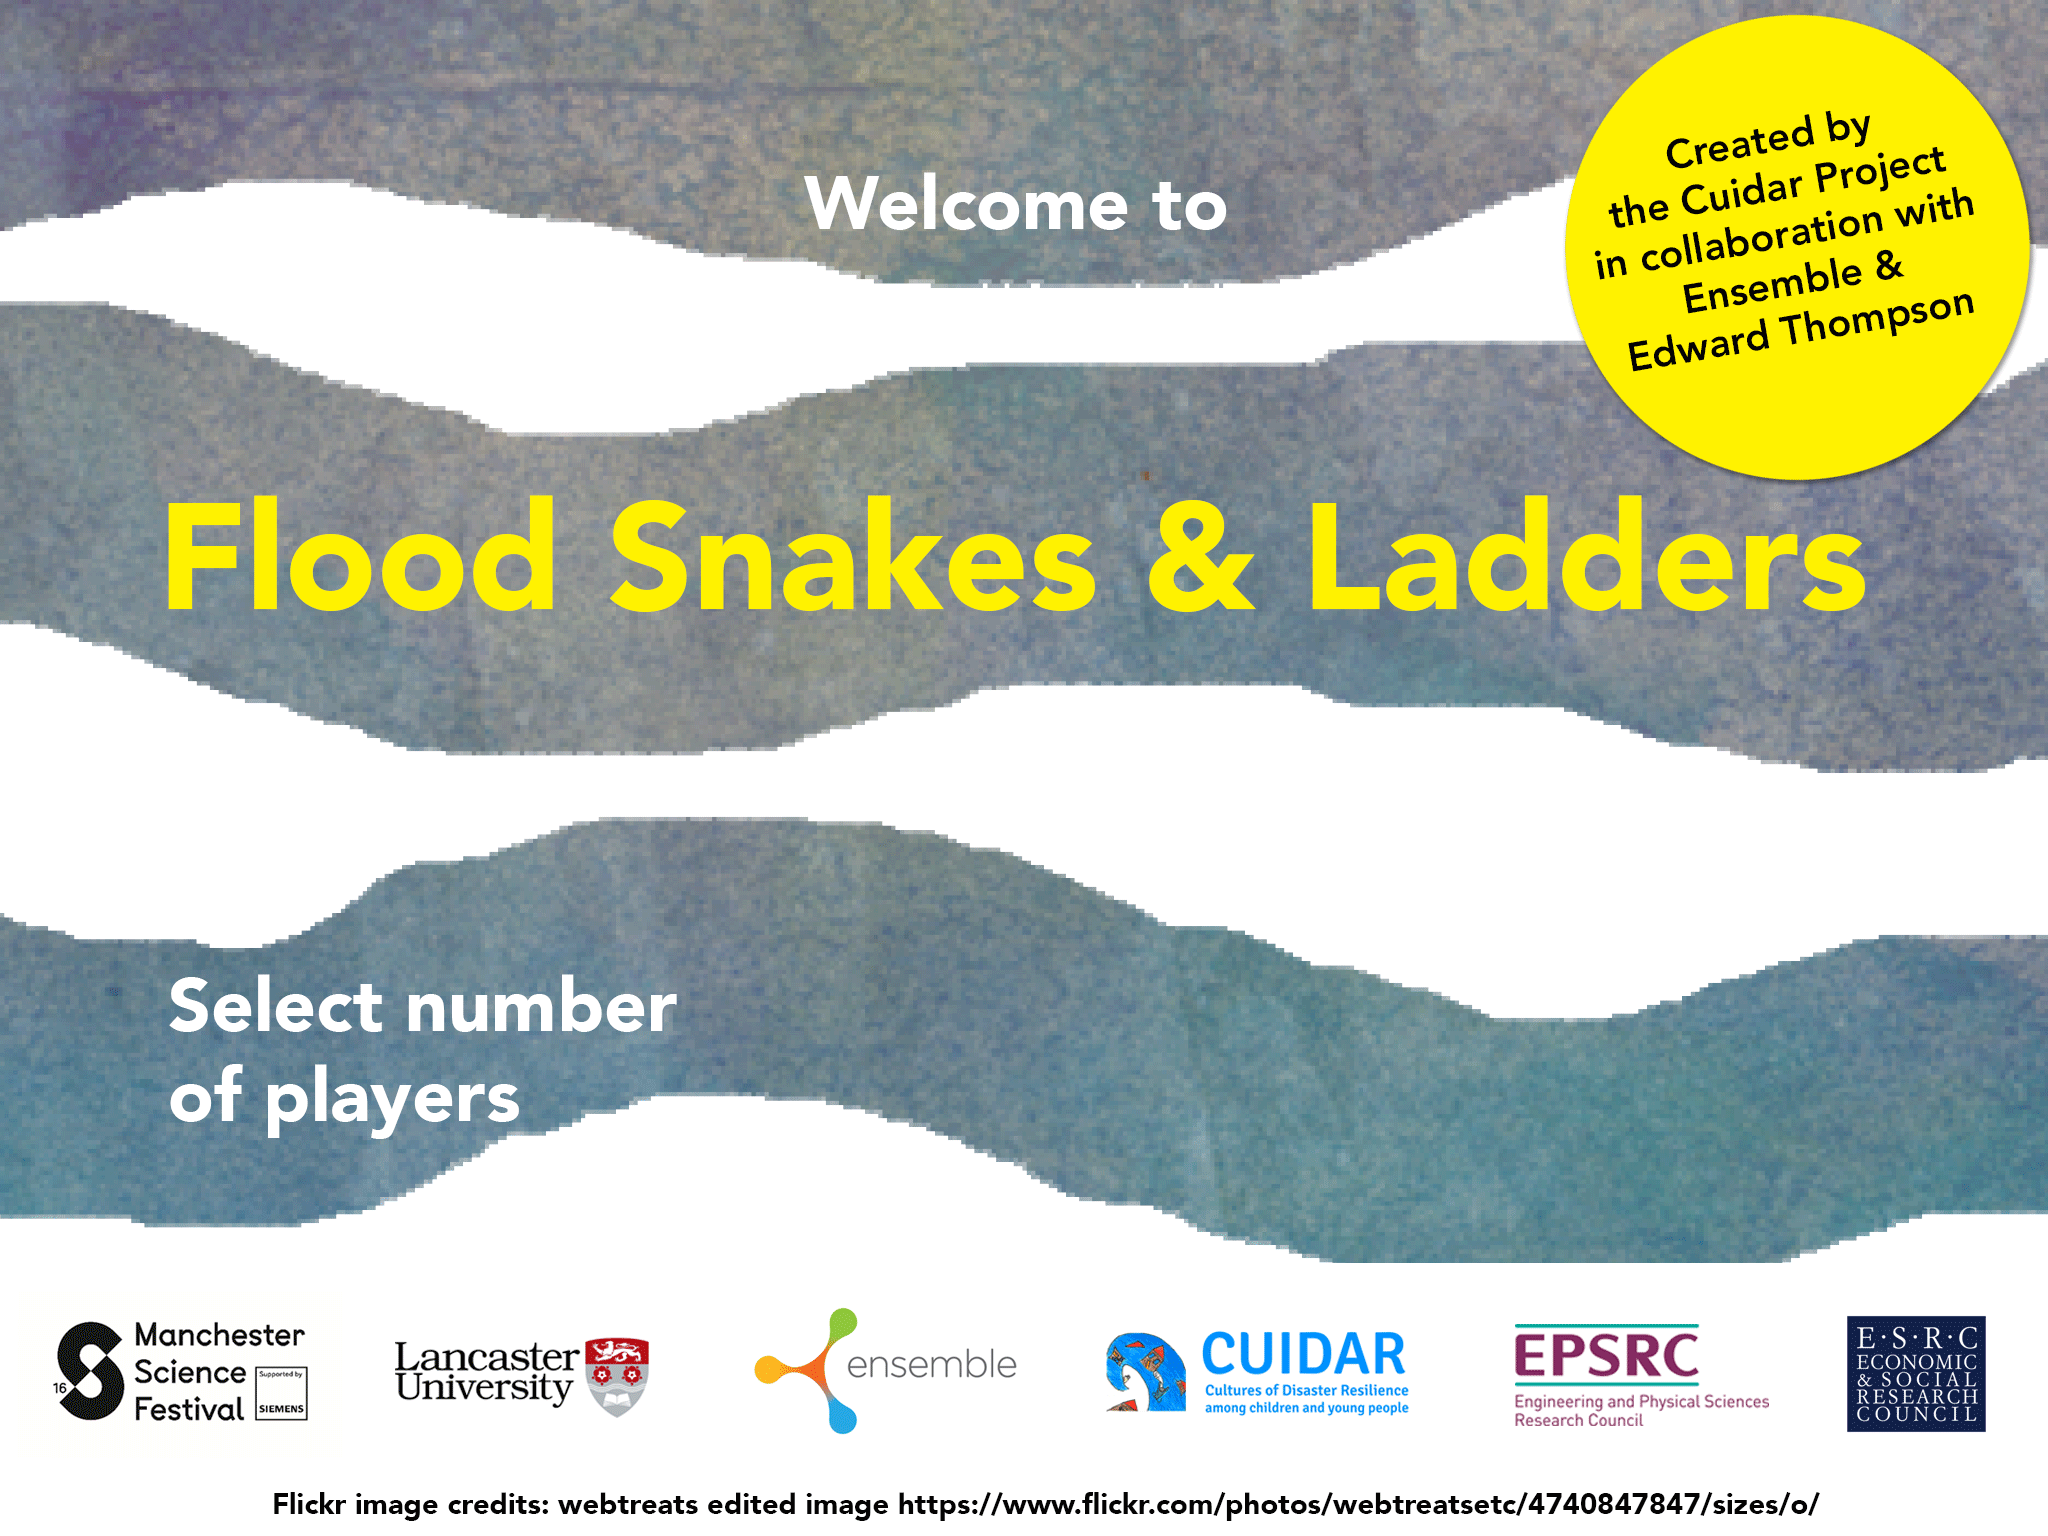 Created by
the Cuidar Project
in collaboration with
Ensemble &
Edward Thompson
Welcome to
Flood Snakes & Ladders
Select number
of players
16
Manchester
Science
Festival
Supported by
SIEMENS
Lancaster
University
ensemble
CUIDAR
Cultures of Disaster Resilience
among children and young people
EPSRC
Engineering and Physical Sciences
Research Council
E·S·R·C
ECONOMIC
& SOCIAL
RESEARCH
COUNCIL
Flickr image credits: webtreats edited image https://www.flickr.com/photos/webtreatsetc/4740847847/sizes/o/